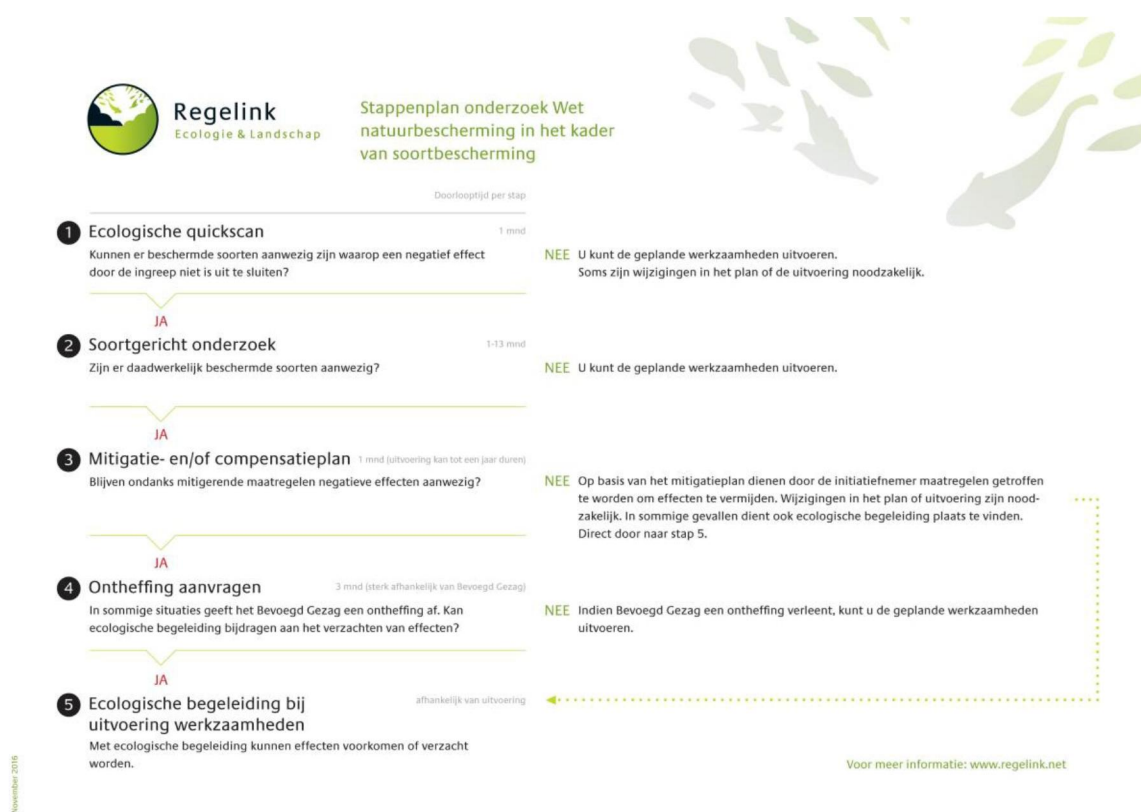 Regelink
Ecologie & Landschap
Stappenplan onderzoek Wet
natuurbescherming in het kader
van soortbescherming
Doorlooptijd per stap
1 Ecologische quickscan 1 mnd
Kunnen er beschermde soorten aanwezig zijn waarop een negatief effect
door de ingreep niet is uit te sluiten?
NEE U kunt de geplande werkzaamheden uitvoeren.
Soms zijn wijzigingen in het plan of de uitvoering noodzakelijk.
JA
2 Soortgericht onderzoek 1-13 mnd
Zijn er daadwerkelijk beschermde soorten aanwezig?
NEE U kunt de geplande werkzaamheden uitvoeren.
JA
3 Mitigatie- en/of compensatieplan 1 mnd (uitvoering kan tot een jaar duren)
Blijven ondanks mitigerende maatregelen negatieve effecten aanwezig?
NEE Op basis van het mitigatieplan dienen door de initiatiefnemer maatregelen getroffen
te worden om effecten te vermijden. Wijzigingen in het plan of uitvoering zijn nood-
zakelijk. In sommige gevallen dient ook ecologische begeleiding plaats te vinden.
Direct door naar stap 5.
JA
4 Ontheffing aanvragen 3 mnd (sterk afhankelijk van Bevoegd Gezag)
In sommige situaties geeft het Bevoegd Gezag een ontheffing af. Kan
ecologische begeleiding bijdragen aan het verzachten van effecten?
NEE Indien Bevoegd Gezag een ontheffing verleent, kunt u de geplande werkzaamheden
uitvoeren.
JA
5 Ecologische begeleiding bij afhankelijk van uitvoering
uitvoering werkzaamheden
Met ecologische begeleiding kunnen effecten voorkomen of verzacht
worden.
Voor meer informatie: www.regelink.net
November 2016